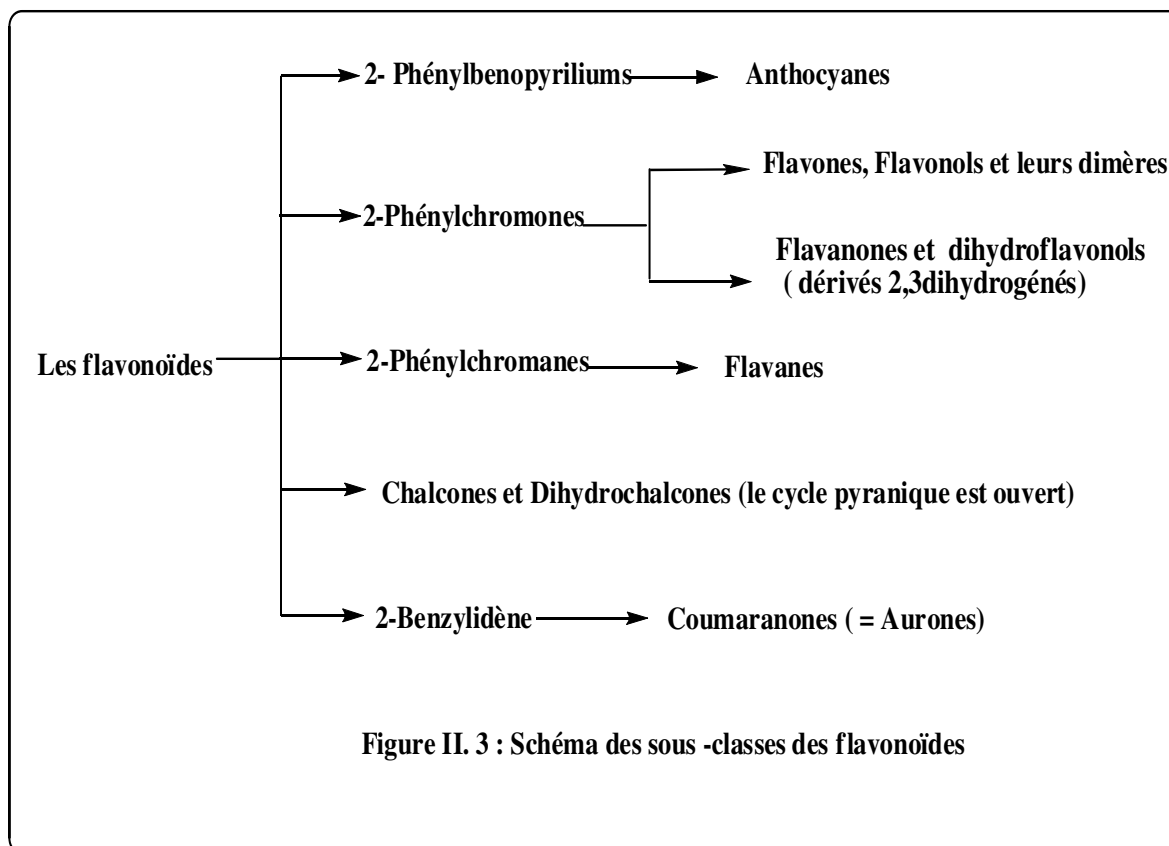 2- Phénylbenopyriliums
Anthocyanes
Flavones, Flavonols et leurs dimères
2-Phénylchromones
Flavanones et dihydroflavonols
( dérivés 2,3dihydrogénés)
Les flavonoïdes
2-Phénylchromanes
Flavanes
Chalcones et Dihydrochalcones (le cycle pyranique est ouvert)
2-Benzylidène
Coumaranones ( = Aurones)
Figure II. 3 : Schéma des sous -classes des flavonoïdes